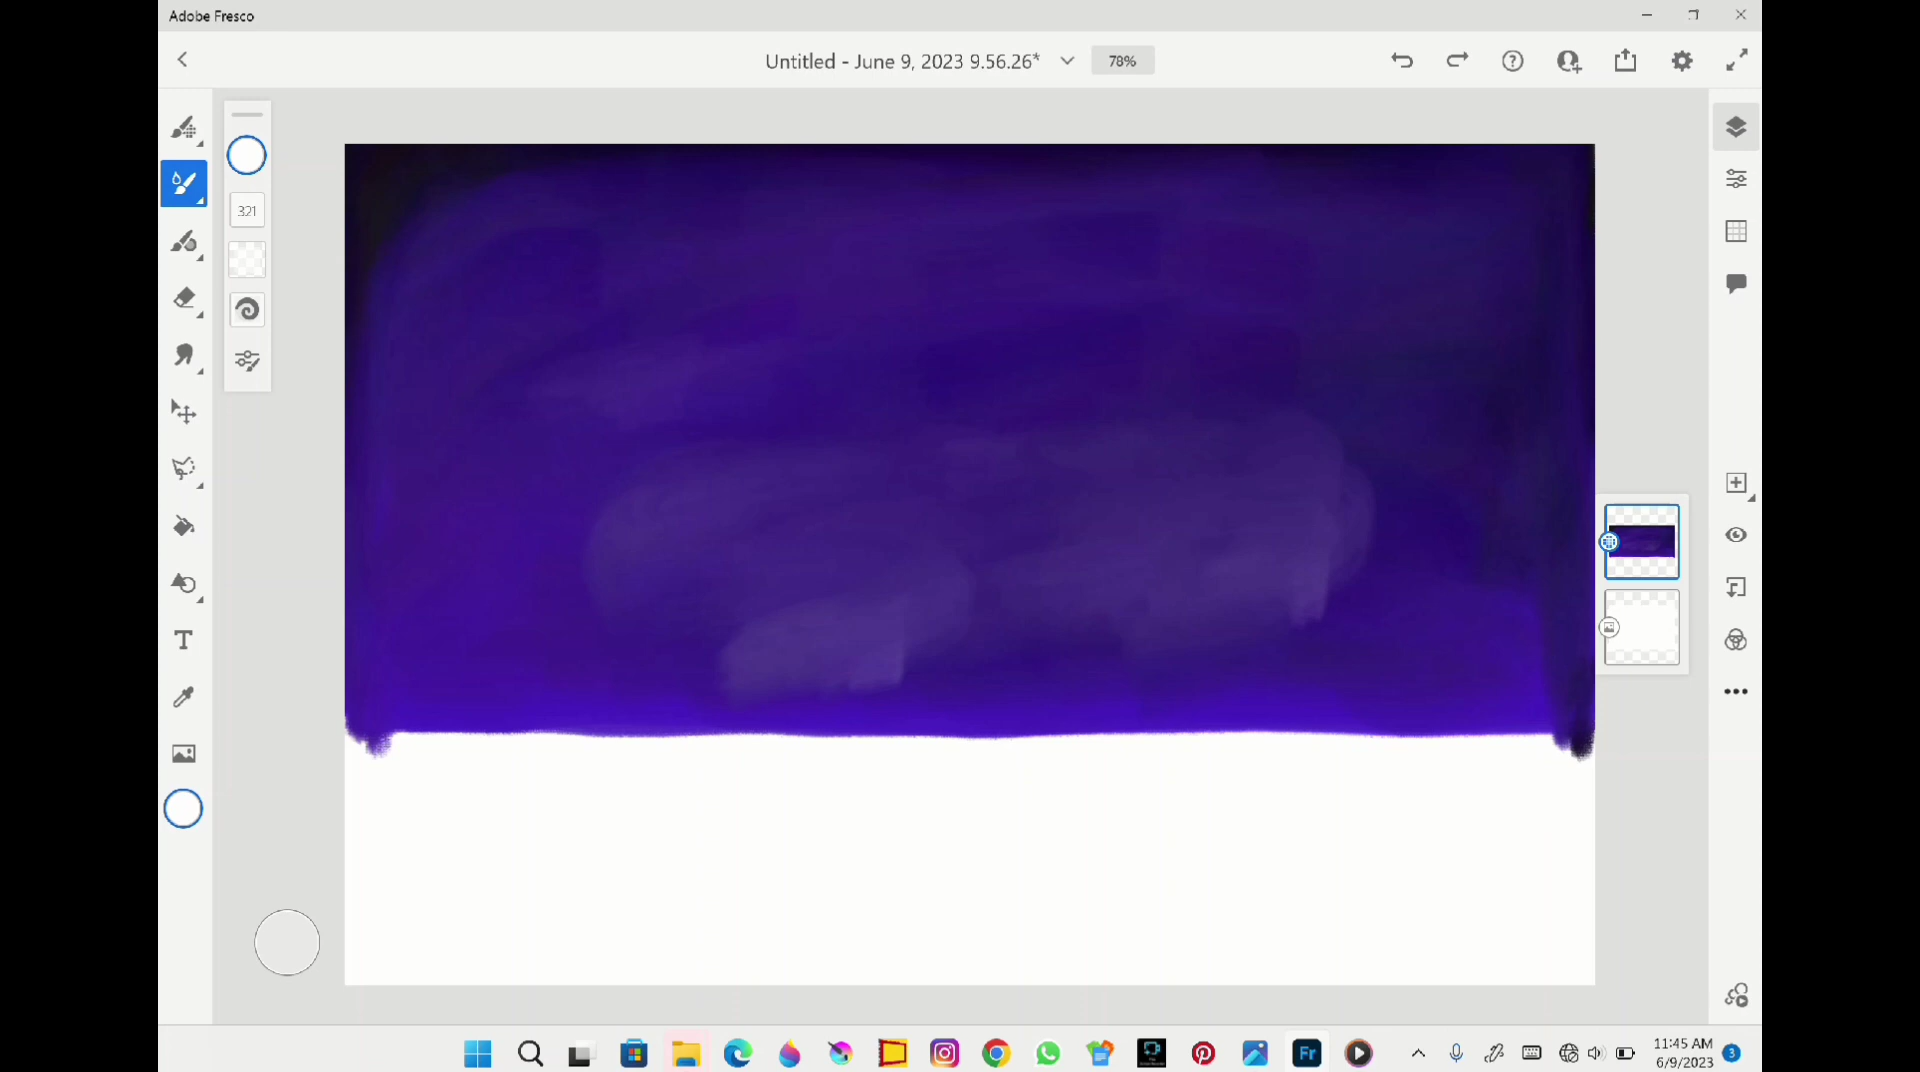 Adobe Fresco
Untitled - June 9, 2023 9.56.26*
78%
321
T
Fr
11:45 AM
6/9/2023
3